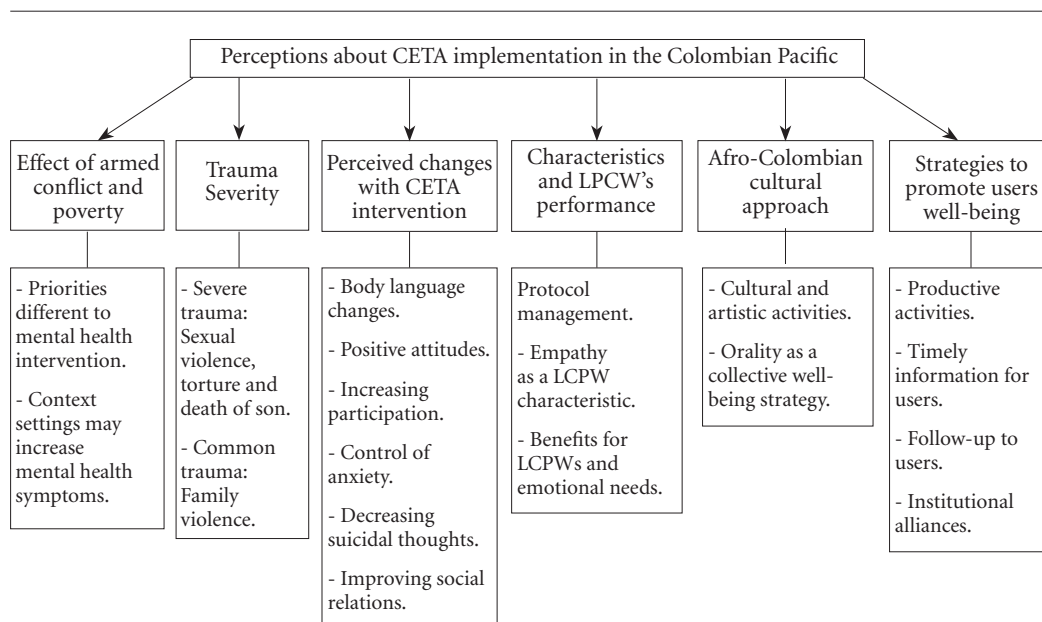 Perceptions about CETA implementation in the Colombian Pacific
Effect of armed
conflict and
poverty
Trauma
Severity
Perceived changes
with CETA
intervention
Characteristics
and LPCW's
performance
Afro-Colombian
cultural
approach
Strategies to
promote users
well-being
- Priorities
different to
mental health
intervention.
- Context
settings may
increase
mental health
symptoms.
- Severe
trauma:
Sexual
violence,
torture and
death of son.
- Common
trauma:
Family
violence.
- Body language
changes.
- Positive attitudes.
- Increasing
participation.
- Control of
anxiety.
- Decreasing
suicidal thoughts.
- Improving social
relations.
Protocol
management.
- Empathy
as a LCPW
characteristic.
- Benefits for
LCPWs and
emotional needs.
- Cultural and
artistic activities.
- Orality as a
collective well-
being strategy.
- Productive
activities.
- Timely
information for
users.
- Follow-up to
users.
- Institutional
alliances.